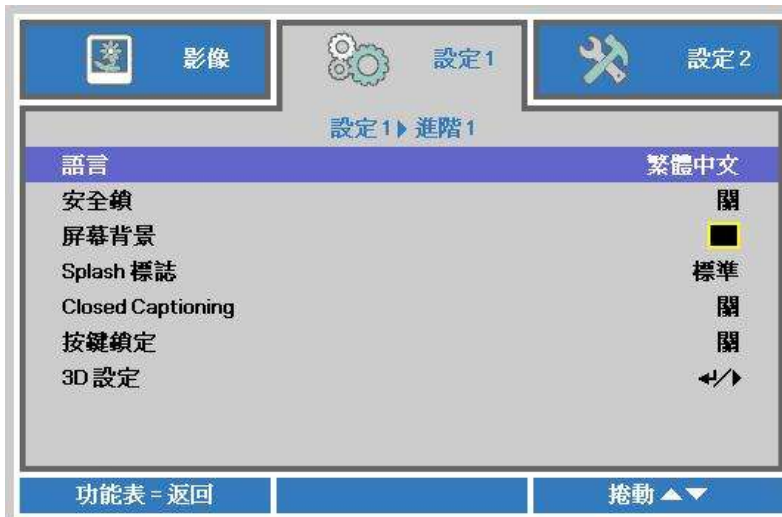 影像
設定1
設定2
設定1▶進階1
語言 繁體中文
安全鎖 關
屏幕背景
Splash 標誌 標準
Closed Captioning 關
按鍵鎖定 關
3D 設定 ↵/▶
功能表 = 返回
捲動▲▼